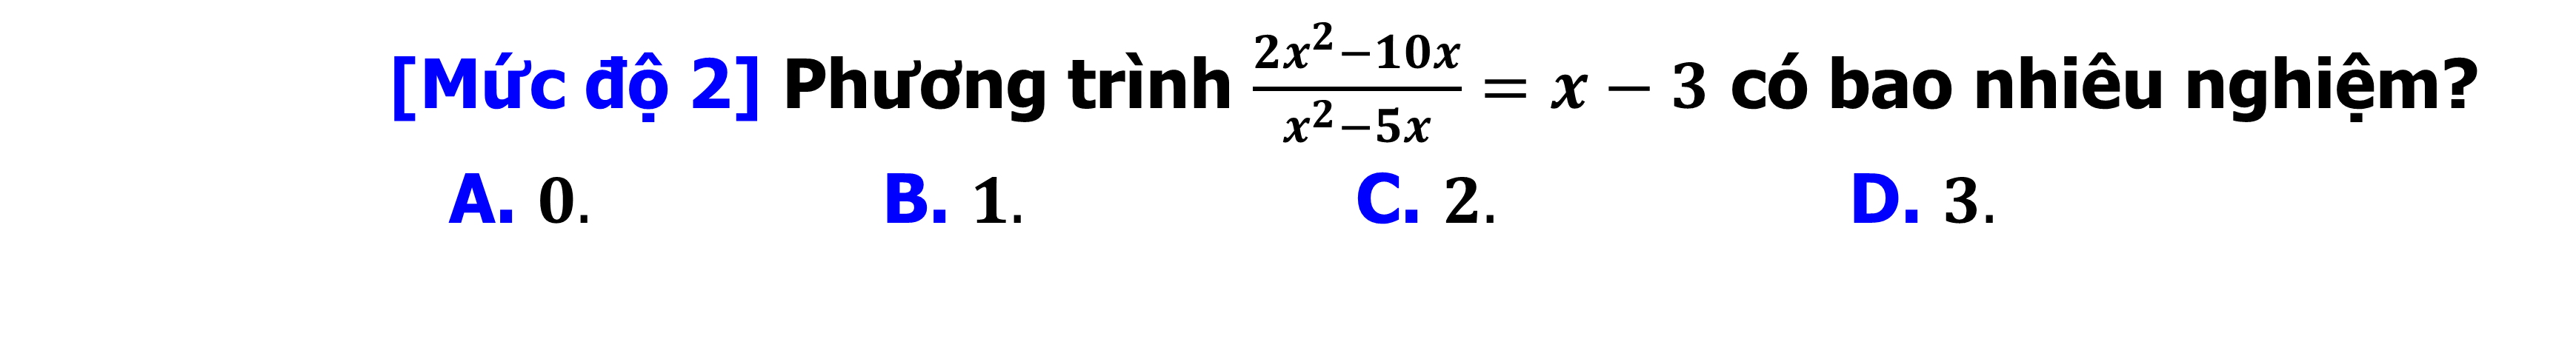 [Mức độ 2] Phương trình $\frac{2x^2-10x}{x^2-5x} = x - 3$ có bao nhiêu nghiệm?
A. 0. B. 1. C. 2. D. 3.